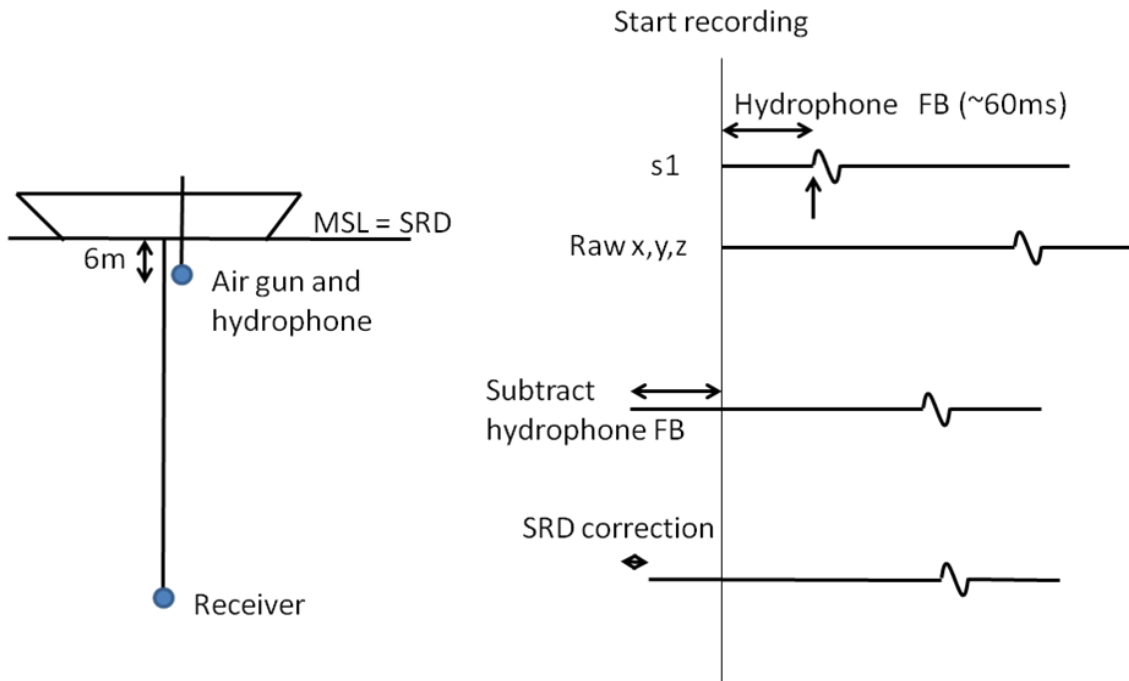 Start recording
Hydrophone FB (~60ms)
s1
MSL = SRD
6m
Raw x,y,z
Air gun and
hydrophone
Subtract
hydrophone FB
SRD correction
Receiver